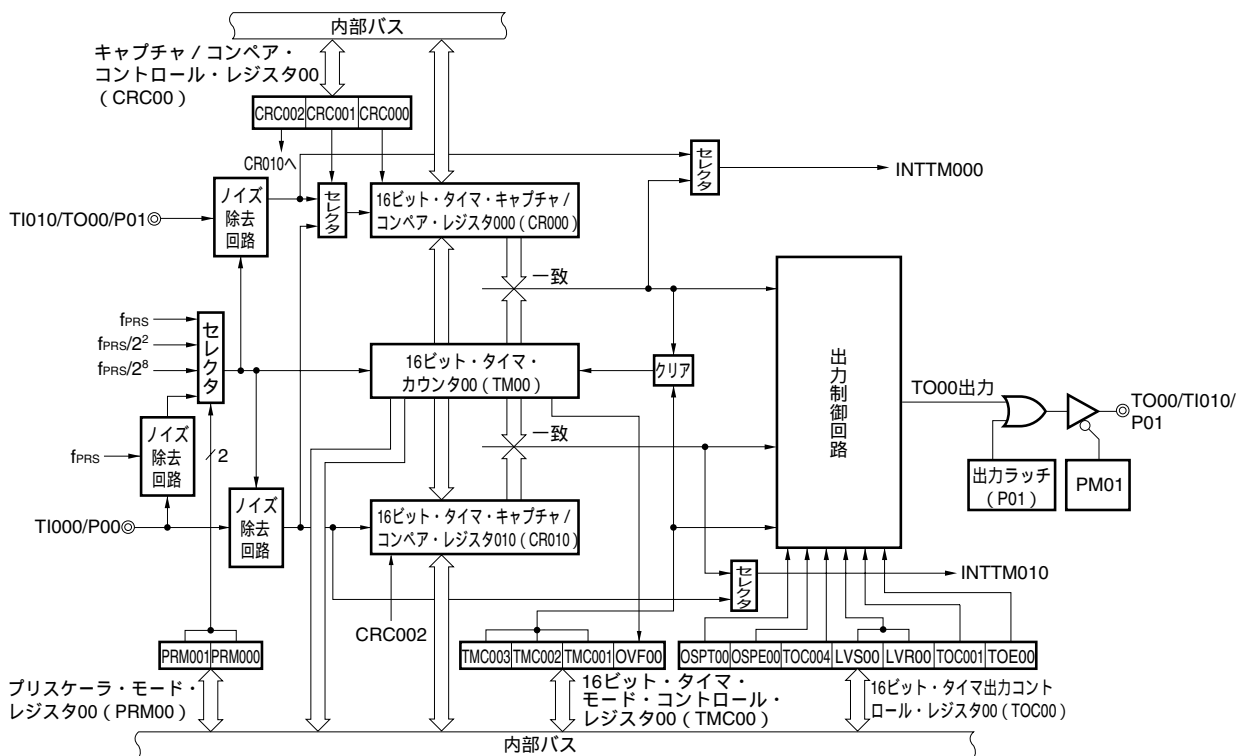 内部バス
キャプチャ / コンペア・
コントロール・レジスタ00
( CRC00 )
CRC002 CRC001 CRC000
CR010へ
セレクタ
INTTM000
ノイズ
除去
回路
セレクタ
16ビット・タイマ・キャプチャ /
コンペア・レジスタ000 ( CR000 )
TI010/TO00/P01
一致
fPRS
fPRS/2²
fPRS/2⁸
セレクタ
16ビット・タイマ・
カウンタ00 ( TM00 )
クリア
出力制御回路
TO00出力
TO00/TI010/
P01
一致
fPRS
ノイズ
除去
回路
2
出力ラッチ
( P01 )
PM01
TI000/P00
ノイズ
除去
回路
16ビット・タイマ・キャプチャ /
コンペア・レジスタ010 ( CR010 )
セレクタ
INTTM010
CRC002
PRM001 PRM000
TMC003 TMC002 TMC001 OVF00
OSPT00 OSPE00 TOC004 LVS00 LVR00 TOC001 TOE00
プリスケーラ・モード・
レジスタ00 ( PRM00 )
16ビット・タイマ・
モード・コントロール・
レジスタ00 ( TMC00 )
16ビット・タイマ出力コント
ロール・レジスタ00 ( TOC00 )
内部バス